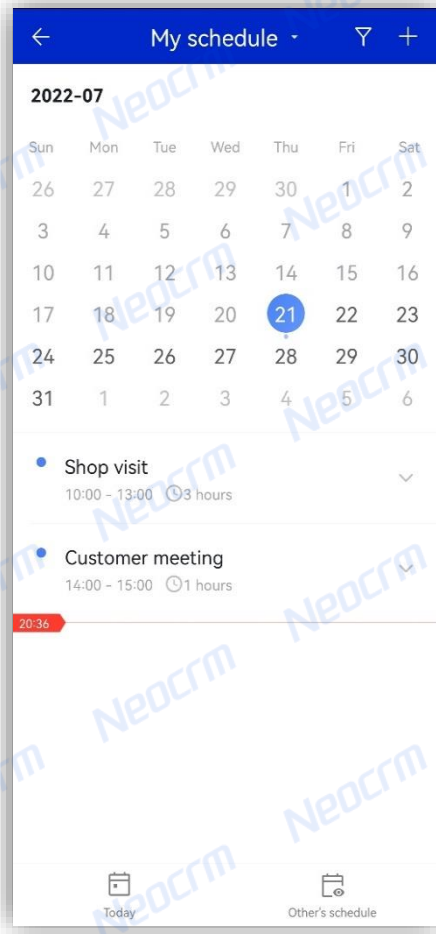 My schedule
2022-07
Sun Mon Tue Wed Thu Fri Sat
26 27 28 29 30 1 2
3 4 5 6 7 8 9
10 11 12 13 14 15 16
17 18 19 20 21 22 23
24 25 26 27 28 29 30
31 1 2 3 4 5 6
Shop visit
10:00 - 13:00 3 hours
Customer meeting
14:00 - 15:00 1 hours
20:36
Today Other's schedule
Neocrm